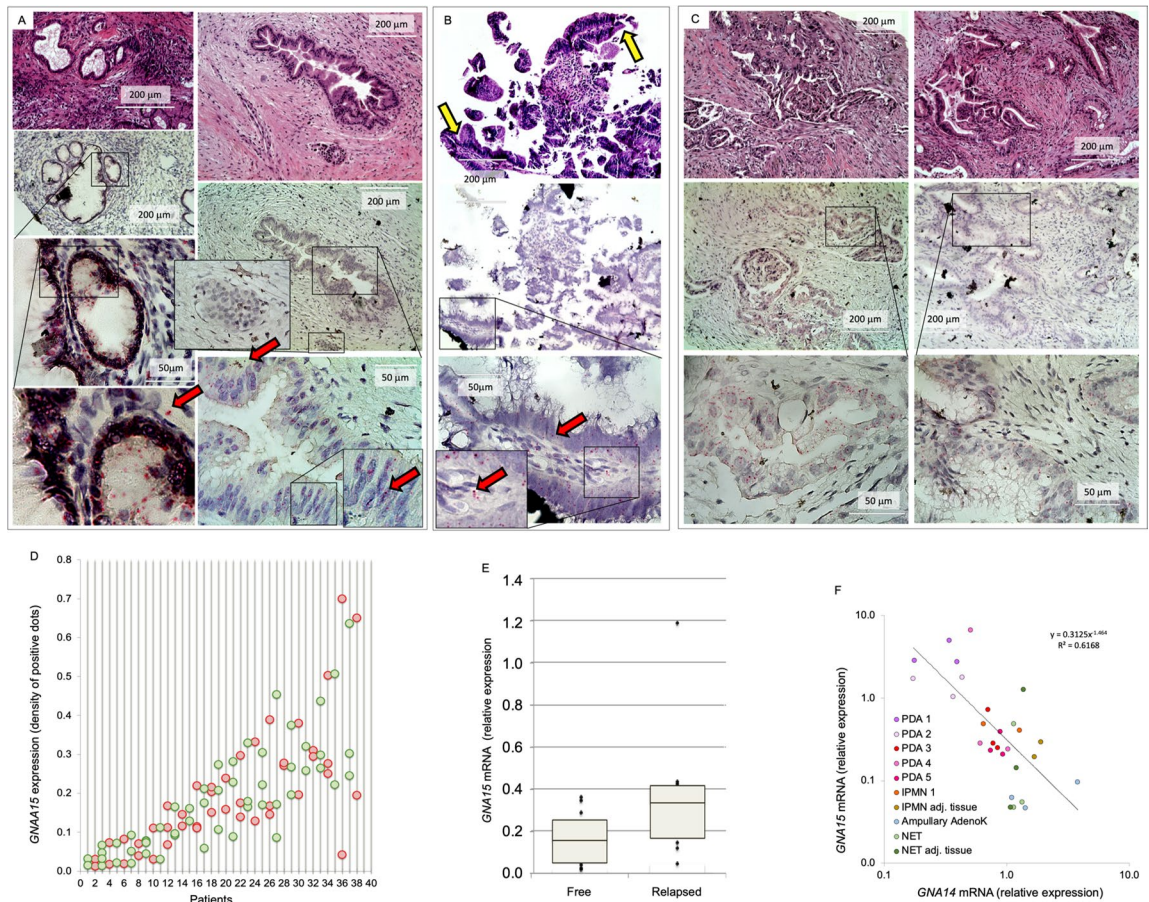 A
200 µm
200 µm
200 µm
200 µm
50µm
50 µm
B
200 µm
50µm
C
200 µm
200 µm
200 µm
200 µm
50 µm
50 µm
D
GNAA15 expression (density of positive dots)
0.8
0.7
0.6
0.5
0.4
0.3
0.2
0.1
0.0
0 2 4 6 8 10 12 14 16 18 20 22 24 26 28 30 32 34 36 38 40
Patients
E
GNA15 mRNA (relative expression)
1.4
1.2
1.0
0.8
0.6
0.4
0.2
0.0
Free Relapsed
F
GNA15 mRNA (relative expression)
10.0
1.0
0.1
0.0
y = 0.3125x-1.464
R² = 0.6168
PDA 1
PDA 2
PDA 3
PDA 4
PDA 5
IPMN 1
IPMN adj. tissue
Ampullary AdenoK
NET
NET adj. tissue
0.1 1.0 10.0
GNA14 mRNA (relative expression)